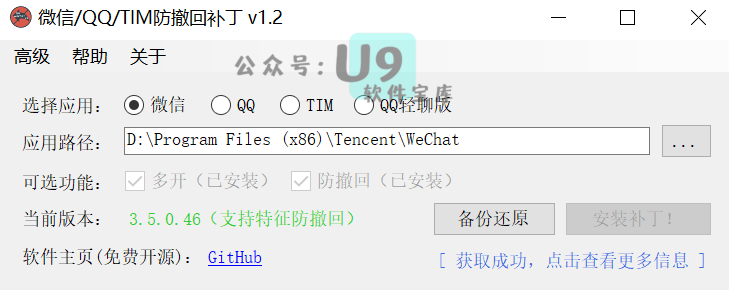 微信/QQ/TIM防撤回补丁 v1.2
高级 帮助 关于
公众号: U9
软件宝库
选择应用: 微信 QQ TIM QQ轻聊版
应用路径: D:\Program Files (x86)\Tencent\WeChat ...
可选功能: 多开（已安装） 防撤回（已安装）
当前版本: 3.5.0.46（支持特征防撤回） 备份还原 安装补丁！
软件主页(免费开源): GitHub [ 获取成功，点击查看更多信息 ]